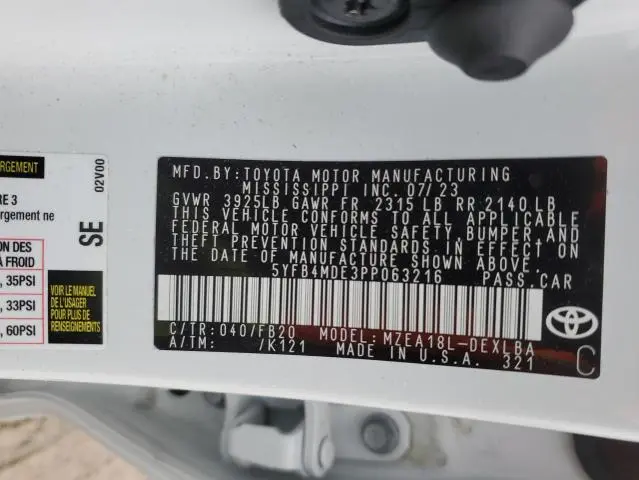 RGEMENT
02V00
RE 3
argement ne
SE
ON DES
À FROID
, 35PSI
, 33PSI
, 60PSI
VOIR LE MANUEL
DE L'USAGER
POUR PLUS
DE RENSEIGNEMENTS
MFD. BY: TOYOTA MOTOR MANUFACTURING
MISSISSIPPI INC. 07/23
GVWR 3925LB GAWR FR 2315 LB RR 2140 LB
THIS VEHICLE CONFORMS TO ALL APPLICABLE
FEDERAL MOTOR VEHICLE SAFETY, BUMPER, AND
THEFT PREVENTION STANDARDS IN EFFECT ON
THE DATE OF MANUFACTURE SHOWN ABOVE.
5YFB4MDE3PP063216 PASS.CAR
C/TR: 040/FB20 MODEL: MZEA18L-DEXLBA
A/TM: /K121 MADE IN U.S.A. 321
TOYOTA
C